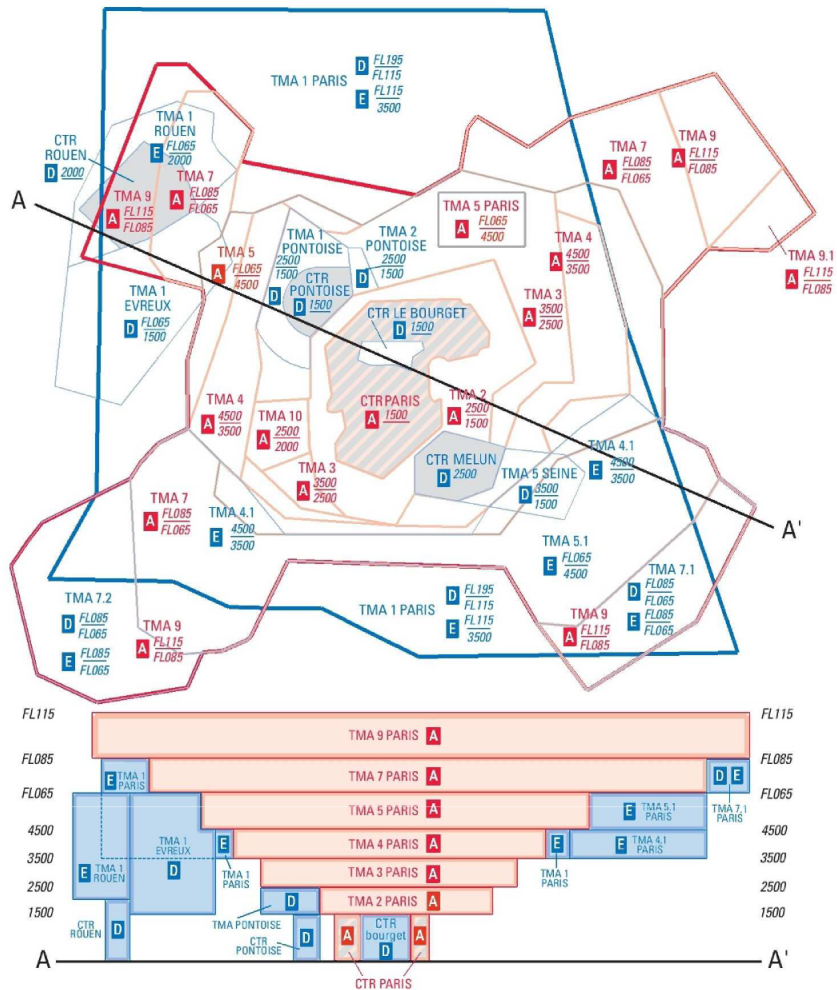 TMA 1 PARIS
D FL195
FL115
E FL115
3500
TMA 1
ROUEN
E FL065
2000
CTR
ROUEN
D 2000
TMA 7
A FL085
FL065
TMA 9
A FL115
FL085
A
TMA 7
A FL085
FL065
TMA 9
A FL115
FL085
TMA 9.1
A FL115
FL085
TMA 5 PARIS
A FL065
4500
TMA 5
A FL065
4500
TMA 1
PONTOISE
2500
1500
D
TMA 2
PONTOISE
2500
1500
D
CTR
PONTOISE
D 1500
TMA 4
A 4500
3500
TMA 3
A 3500
2500
TMA 1
EVREUX
D FL065
1500
CTR LE BOURGET
D 1500
CTR PARIS
A 1500
TMA 2
A 2500
1500
TMA 4
A 4500
3500
TMA 10
A 2500
2000
TMA 3
A 3500
2500
CTR MELUN
D 2500
TMA 5 SEINE
D 3500
1500
TMA 4.1
E 4500
3500
TMA 7
A FL085
FL065
TMA 4.1
E 4500
3500
A'
TMA 5.1
E FL065
4500
TMA 7.2
D FL085
FL065
E FL085
FL065
TMA 9
A FL115
FL085
TMA 1 PARIS
D FL195
FL115
E FL115
3500
TMA 9
A FL115
FL085
TMA 7.1
D FL085
FL065
E FL085
FL065
FL115
FL115
TMA 9 PARIS A
FL085
FL085
E TMA 1
PARIS
TMA 7 PARIS A
D E
TMA 7.1
PARIS
FL065
FL065
TMA 5 PARIS A
E TMA 5.1
PARIS
4500
4500
TMA 1
EVREUX
D
E
TMA 1
PARIS
TMA 4 PARIS A
E
TMA 1
PARIS
E TMA 4.1
PARIS
3500
3500
E TMA 1
ROUEN
TMA 3 PARIS A
2500
2500
D
TMA PONTOISE
TMA 2 PARIS A
1500
1500
CTR
ROUEN
D
CTR
PONTOISE
D
A
CTR
bourget
D
A
CTR PARIS
A
A'